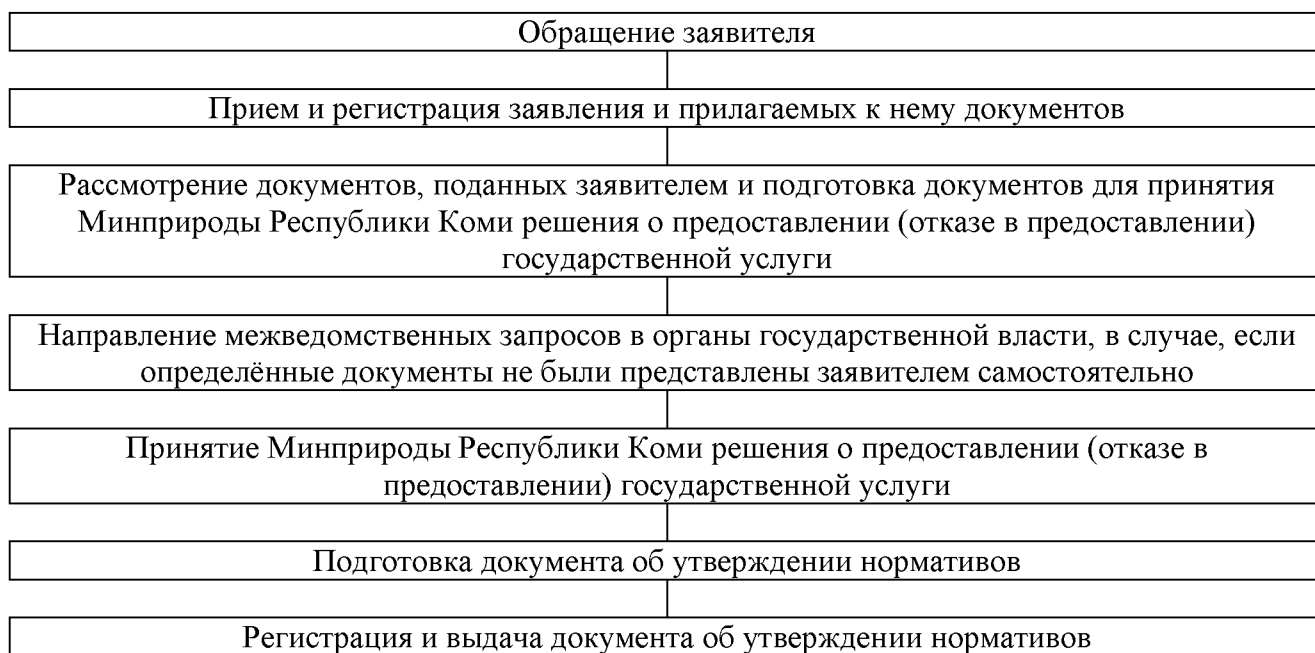 Обращение заявителя
Прием и регистрация заявления и прилагаемых к нему документов
Рассмотрение документов, поданных заявителем и подготовка документов для принятия
Минприроды Республики Коми решения о предоставлении (отказе в предоставлении)
государственной услуги
Направление межведомственных запросов в органы государственной власти, в случае, если
определённые документы не были представлены заявителем самостоятельно
Принятие Минприроды Республики Коми решения о предоставлении (отказе в
предоставлении) государственной услуги
Подготовка документа об утверждении нормативов
Регистрация и выдача документа об утверждении нормативов